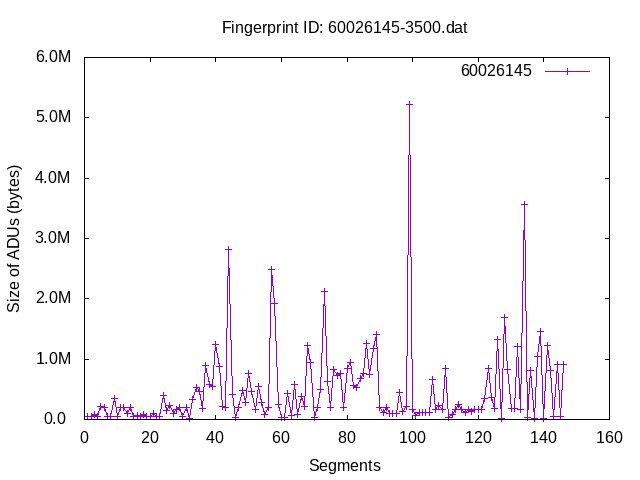 Fingerprint ID: 60026145-3500.dat
6.0M
60026145
5.0M
4.0M
3.0M
2.0M
1.0M
0.0
Size of ADUs (bytes)
0 20 40 60 80 100 120 140 160
Segments